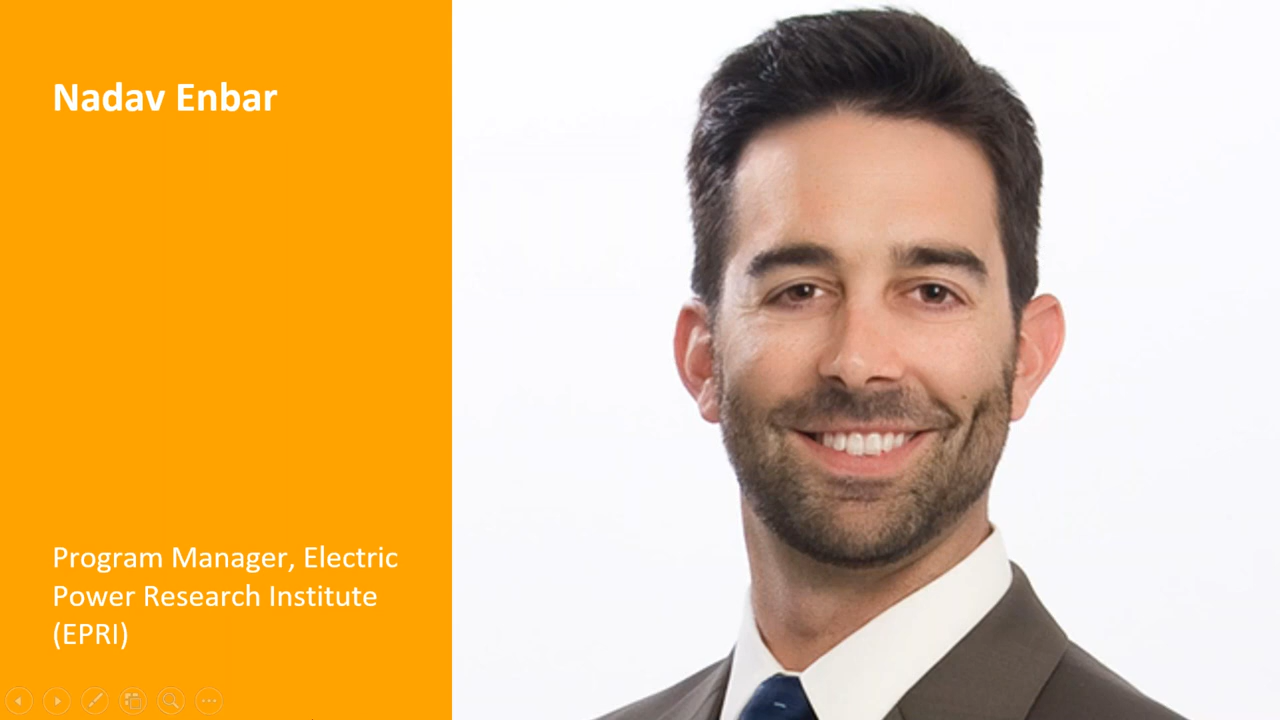 Nadav Enbar
Program Manager, Electric
Power Research Institute
(EPRI)